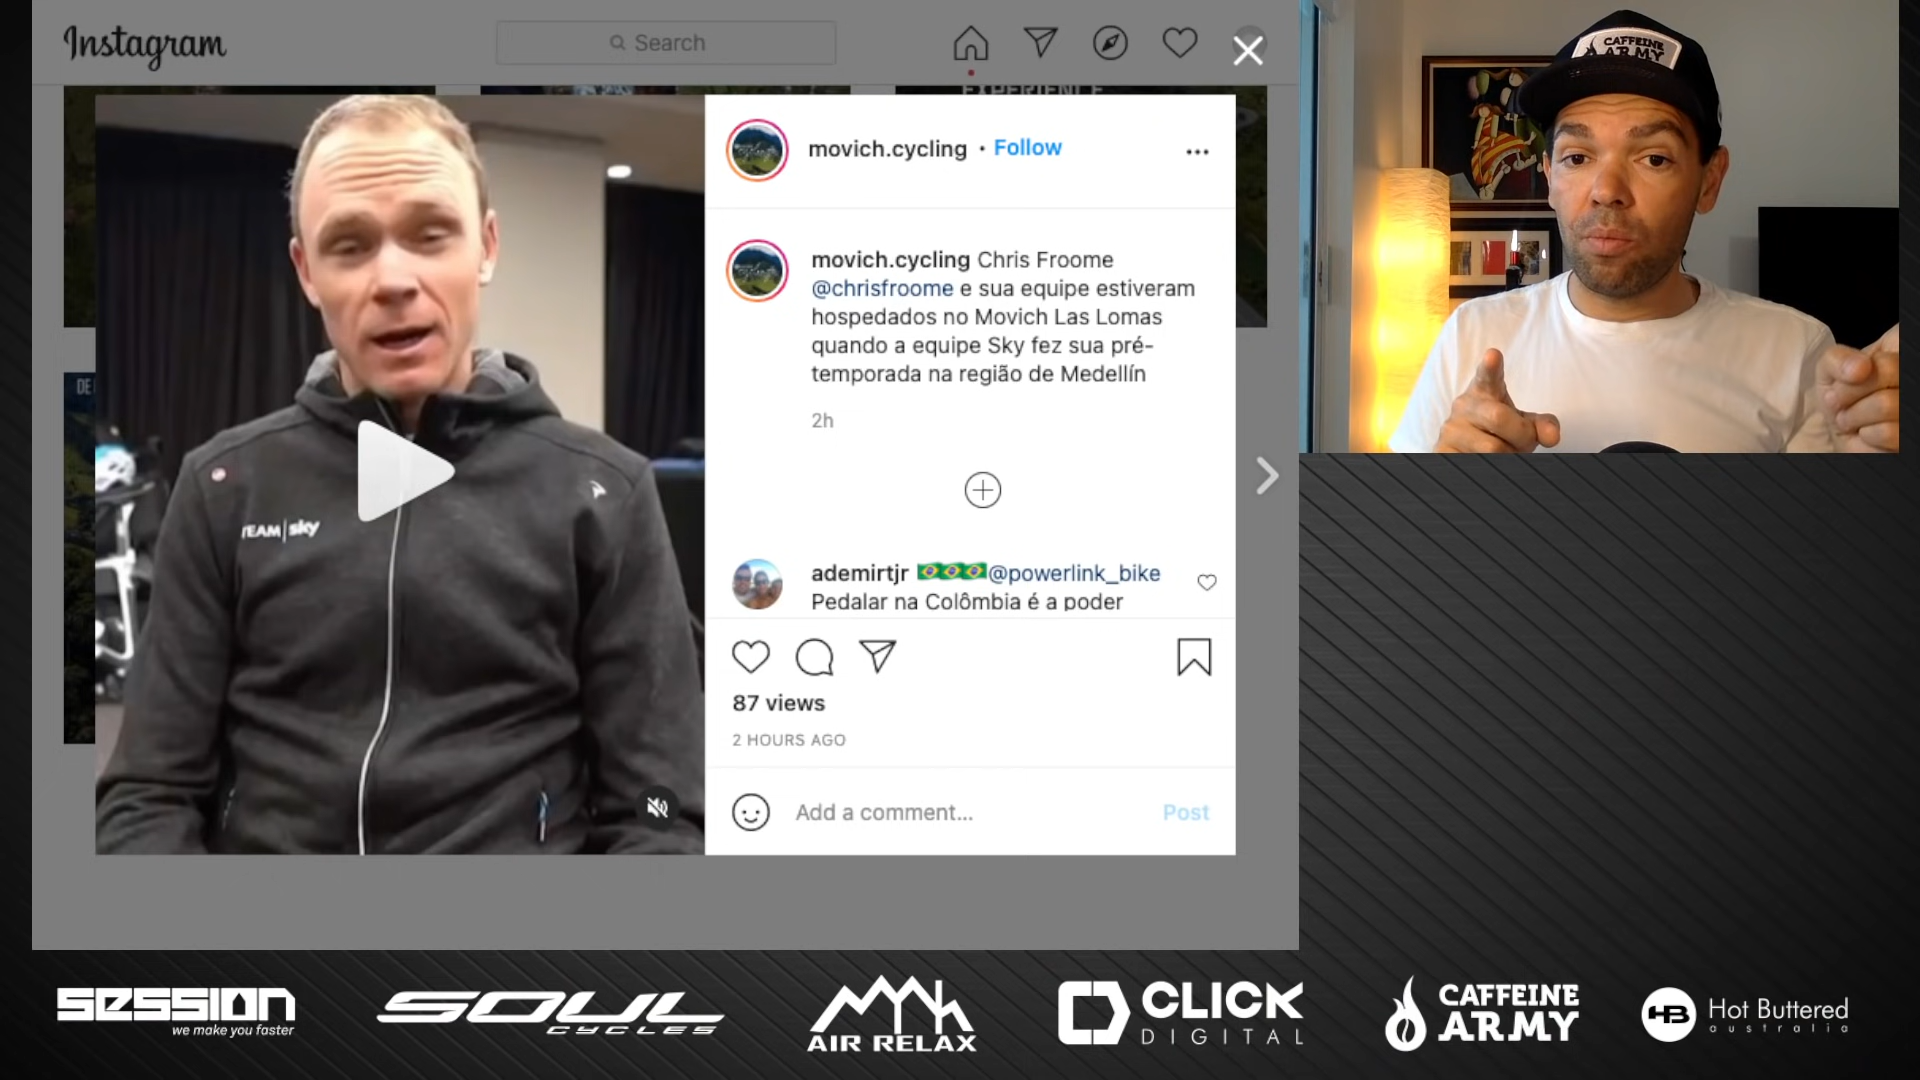 Instagram
Search
EXPERIENCE
DE
movich.cycling • Follow
movich.cycling Chris Froome
@chrisfroome e sua equipe estiveram
hospedados no Movich Las Lomas
quando a equipe Sky fez sua pré-
temporada na região de Medellín
2h
ademirtjr @powerlink_bike
Pedalar na Colômbia é a poder
87 views
2 HOURS AGO
Add a comment... Post
TEAM sky
CAFFEINE
ARMY
SESSION
we make you faster
SOUL
CYCLES
AIR RELAX
CLICK
DIGITAL
CAFFEINE
ARMY
HB
Hot Buttered
australia